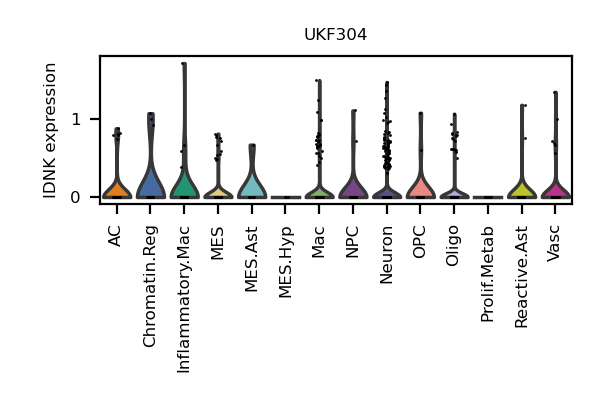 UKF304
IDNK expression
1
0
AC
Chromatin.Reg
Inflammatory.Mac
MES
MES.Ast
MES.Hyp
Mac
NPC
Neuron
OPC
Oligo
Prolif.Metab
Reactive.Ast
Vasc